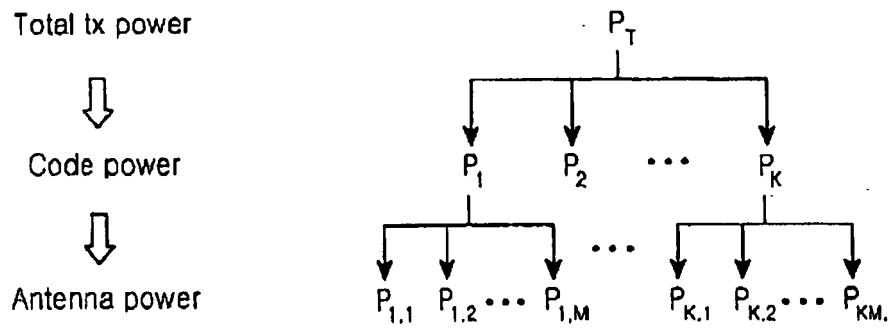 Total tx power
P_T
Code power
P_1 P_2 ••• P_K
•••
Antenna power
P_1,1 P_1,2 ••• P_1,M P_K,1 P_K,2 ••• P_KM.